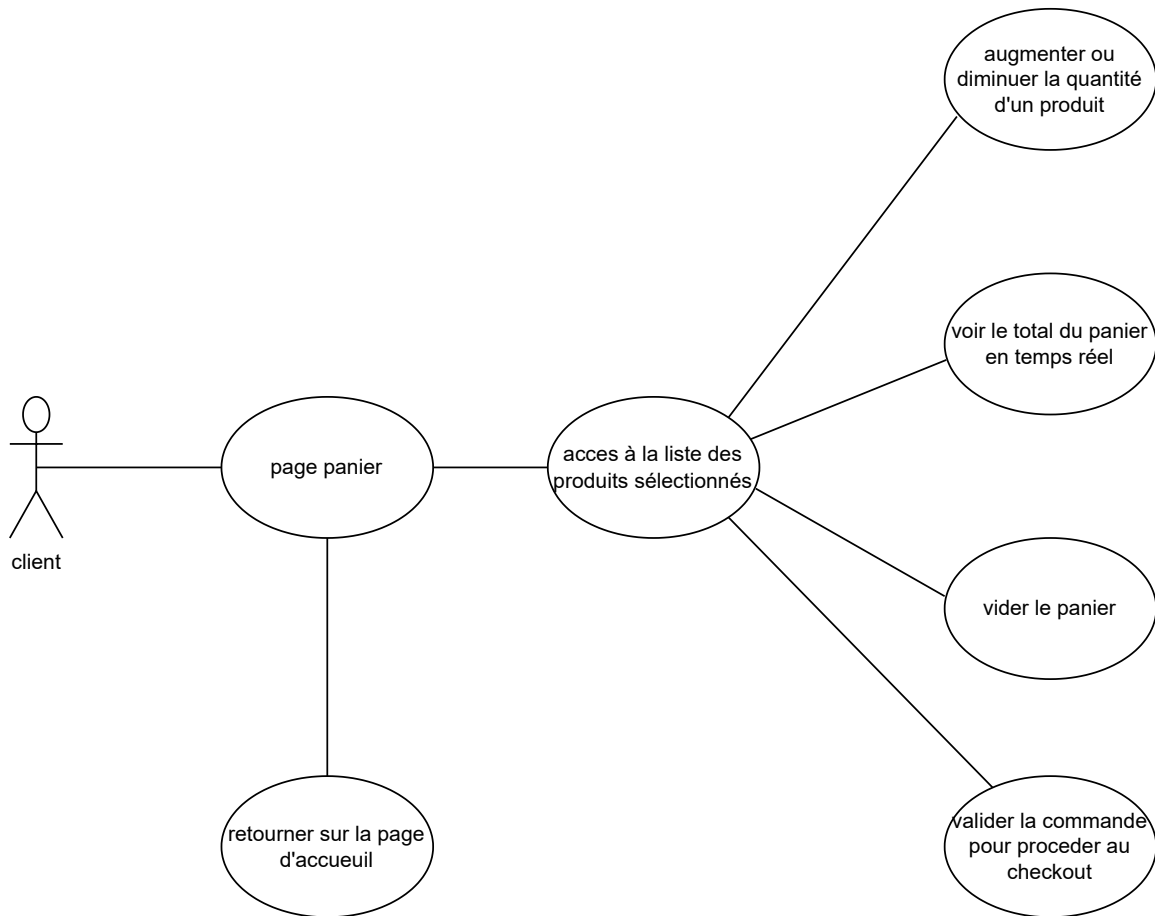 augmenter ou
diminuer la quantité
d'un produit
voir le total du panier
en temps réel
page panier
acces à la liste des
produits sélectionnés
client
vider le panier
retourner sur la page
d'accueuil
valider la commande
pour proceder au
checkout